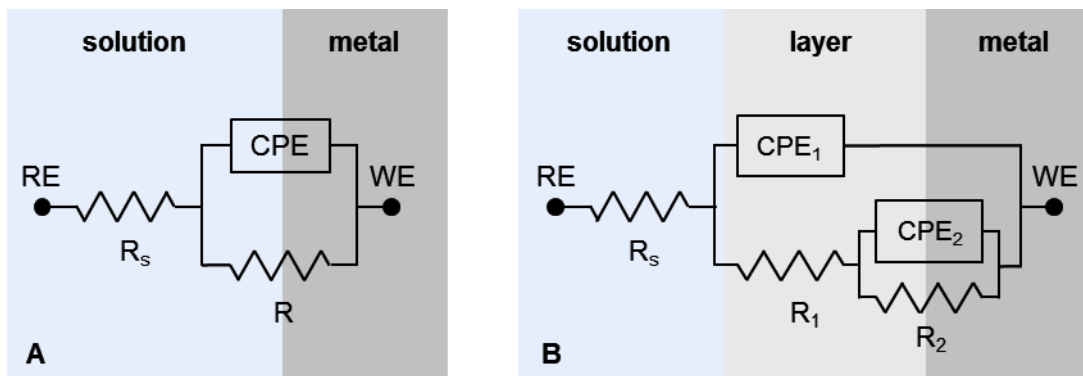 solution metal
CPE
RE WE
Rₛ
R
A
solution layer metal
CPE₁
RE WE
CPE₂
Rₛ
R₁
R₂
B